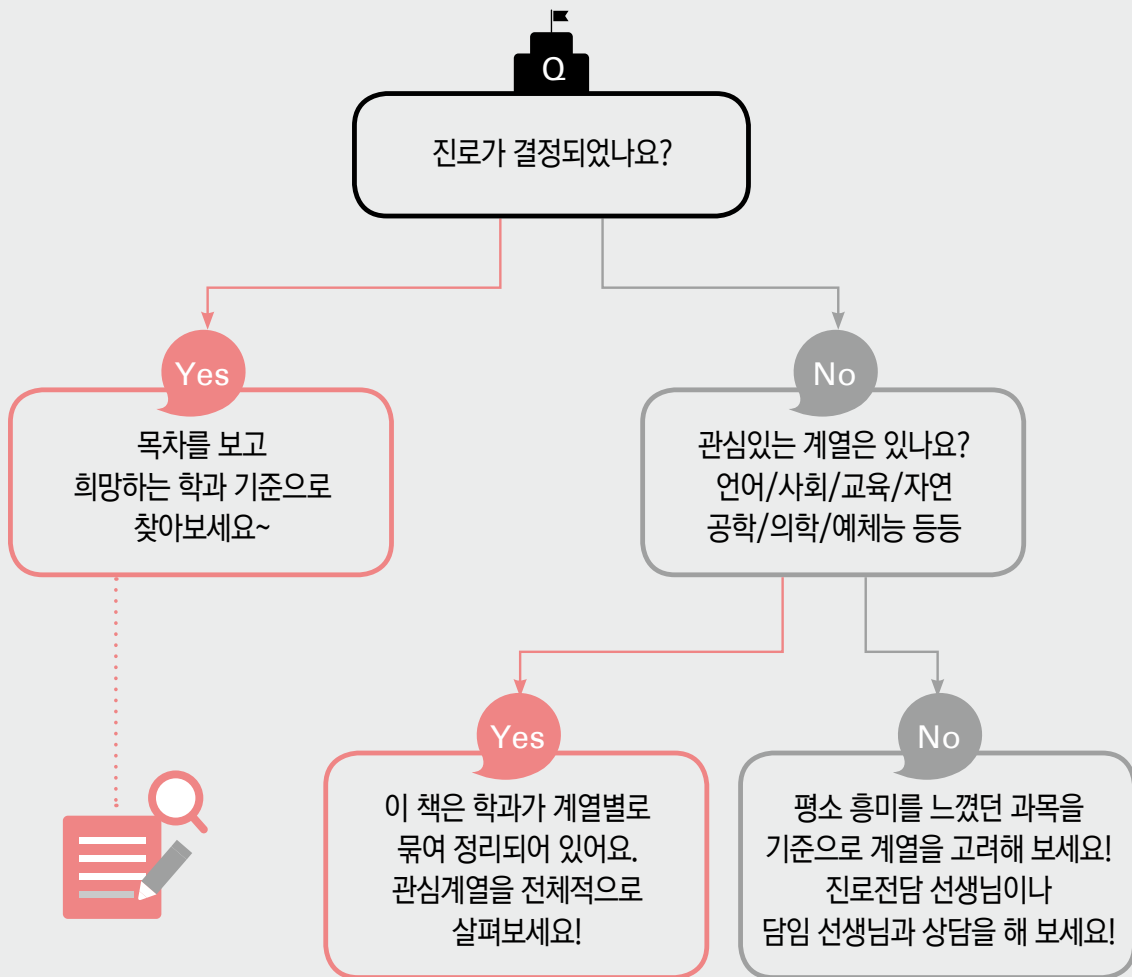 Q
진로가 결정되었나요?
Yes
목차를 보고
희망하는 학과 기준으로
찾아보세요~
No
관심있는 계열은 있나요?
언어/사회/교육/자연
공학/의학/예체능 등등
Yes
이 책은 학과가 계열별로
묶여 정리되어 있어요.
관심계열을 전체적으로
살펴보세요!
No
평소 흥미를 느꼈던 과목을
기준으로 계열을 고려해 보세요!
진로전담 선생님이나
담임 선생님과 상담을 해 보세요!